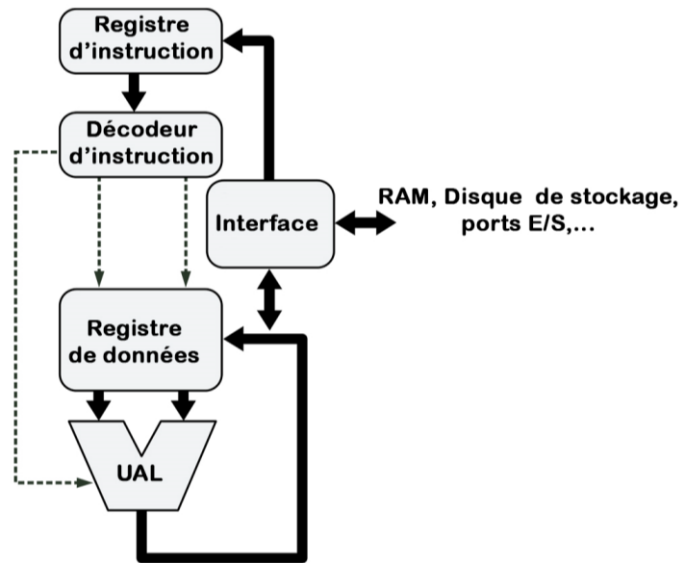 Registre
d'instruction
Décodeur
d'instruction
Interface
RAM, Disque de stockage,
ports E/S,...
Registre
de données
UAL